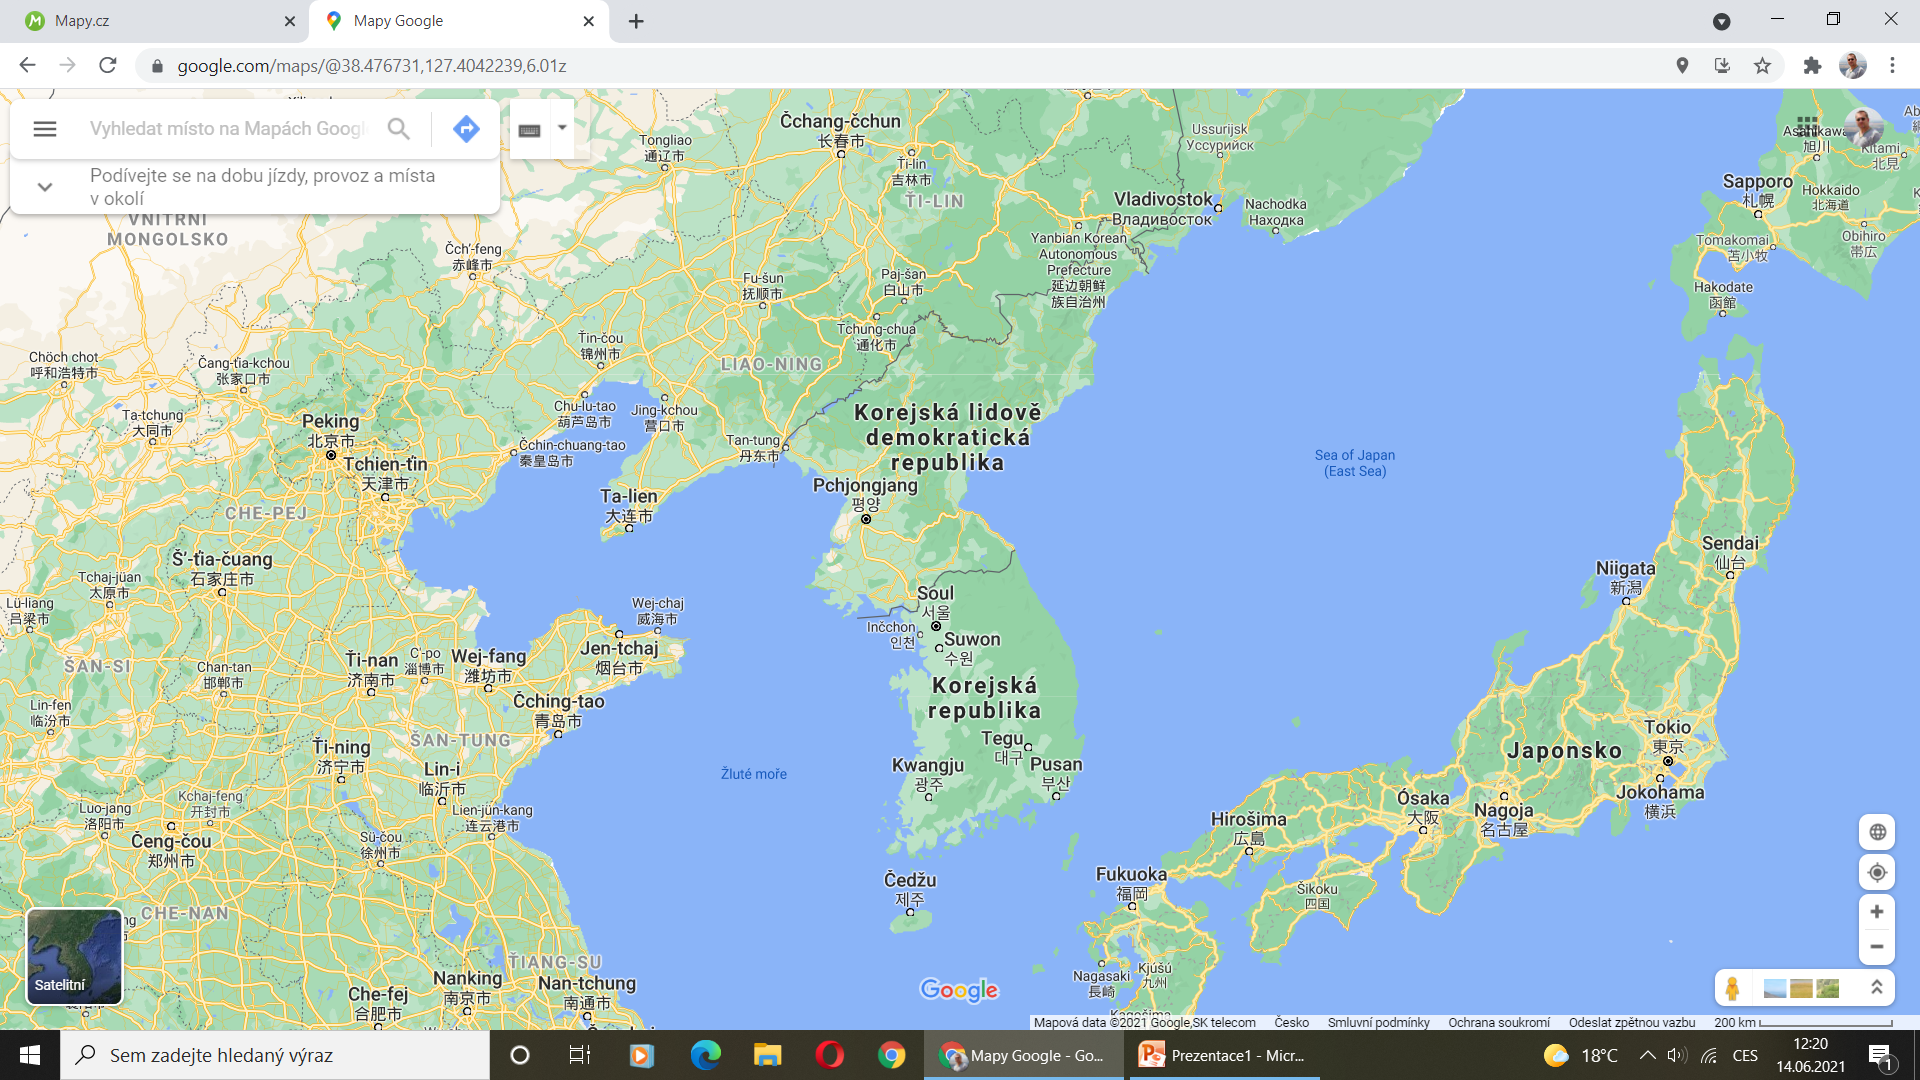 Mapy.cz
Mapy Google
google.com/maps/@38.476731,127.4042239,6.01z
Vyhledat místo na Mapách Googl
Podívejte se na dobu jízdy, provoz a místa
v okolí
VNITŘNÍ
MONGOLSKO
Čchang-čchun
长春市
Tongliao
通辽市
Ťi-lin
吉林市
ŤI-LIN
Ussurijsk
Уссурийск
Vladivostok
Владивосток
Nachodka
Находка
Yanbian Korean
Autonomous
Prefecture
延边朝鲜
族自治州
Asahikawa
旭川
Kitami
北見
Sapporo
札幌
Hokkaido
北海道
Tomakomai
苫小牧
Obihiro
帯広
Hakodate
函館
Čch'-feng
赤峰市
Fu-šun
抚顺市
Paj-šan
白山市
Tchung-chua
通化市
Ťin-čou
锦州市
LIAO-NING
Chöch chot
呼和浩特市
Čang-ťia-kchou
张家口市
Ta-tchung
大同市
Peking
北京市
Chu-lu-tao
葫芦岛市
Jing-kchou
营口市
Čchin-chuang-tao
秦皇岛市
Tan-tung
丹东市
Korejská lidově
demokratická
republika
Sea of Japan
(East Sea)
Tchien-ťin
天津市
Ta-lien
大连市
Pchjongjang
평양
CHE-PEJ
Š'-ťia-čuang
石家庄市
Tchaj-jüan
太原市
Lü-liang
吕梁市
Sendai
仙台
Niigata
新潟
Wej-chaj
威海市
Soul
서울
Inčchon
인천
Suwon
수원
Jen-tchaj
烟台市
ŠAN-SI
Chan-tan
邯郸市
Ťi-nan
济南市
C'-po
淄博市
Wej-fang
潍坊市
Korejská
republika
Čching-tao
青岛市
Lin-fen
临汾市
Ťi-ning
济宁市
ŠAN-TUNG
Tegu
대구
Tokio
東京
Japonsko
Žluté moře
Kwangju
광주
Pusan
부산
Lin-i
临沂市
Jokohama
横浜
Ósaka
大阪
Nagoja
名古屋
Kchaj-feng
开封市
Luo-jang
洛阳市
Lien-jün-kang
连云港市
Hirošima
広島
Čeng-čou
郑州市
Sü-čou
徐州市
Čedžu
제주
Fukuoka
福岡
Šikoku
四国
CHE-NAN
ŤIANG-SU
Nanking
南京市
Nan-tchung
南通市
Nagasaki
長崎
Kjúšú
九州
Che-fej
合肥市
Satelitní
Google
Mapová data ©2021 Google,SK telecom Česko Smluvní podmínky Ochrana soukromí Odeslat zpětnou vazbu 200 km
Sem zadejte hledaný výraz
Mapy Google - Go...
Prezentace1 - Micr...
18°C
CES
12:20
14.06.2021
1